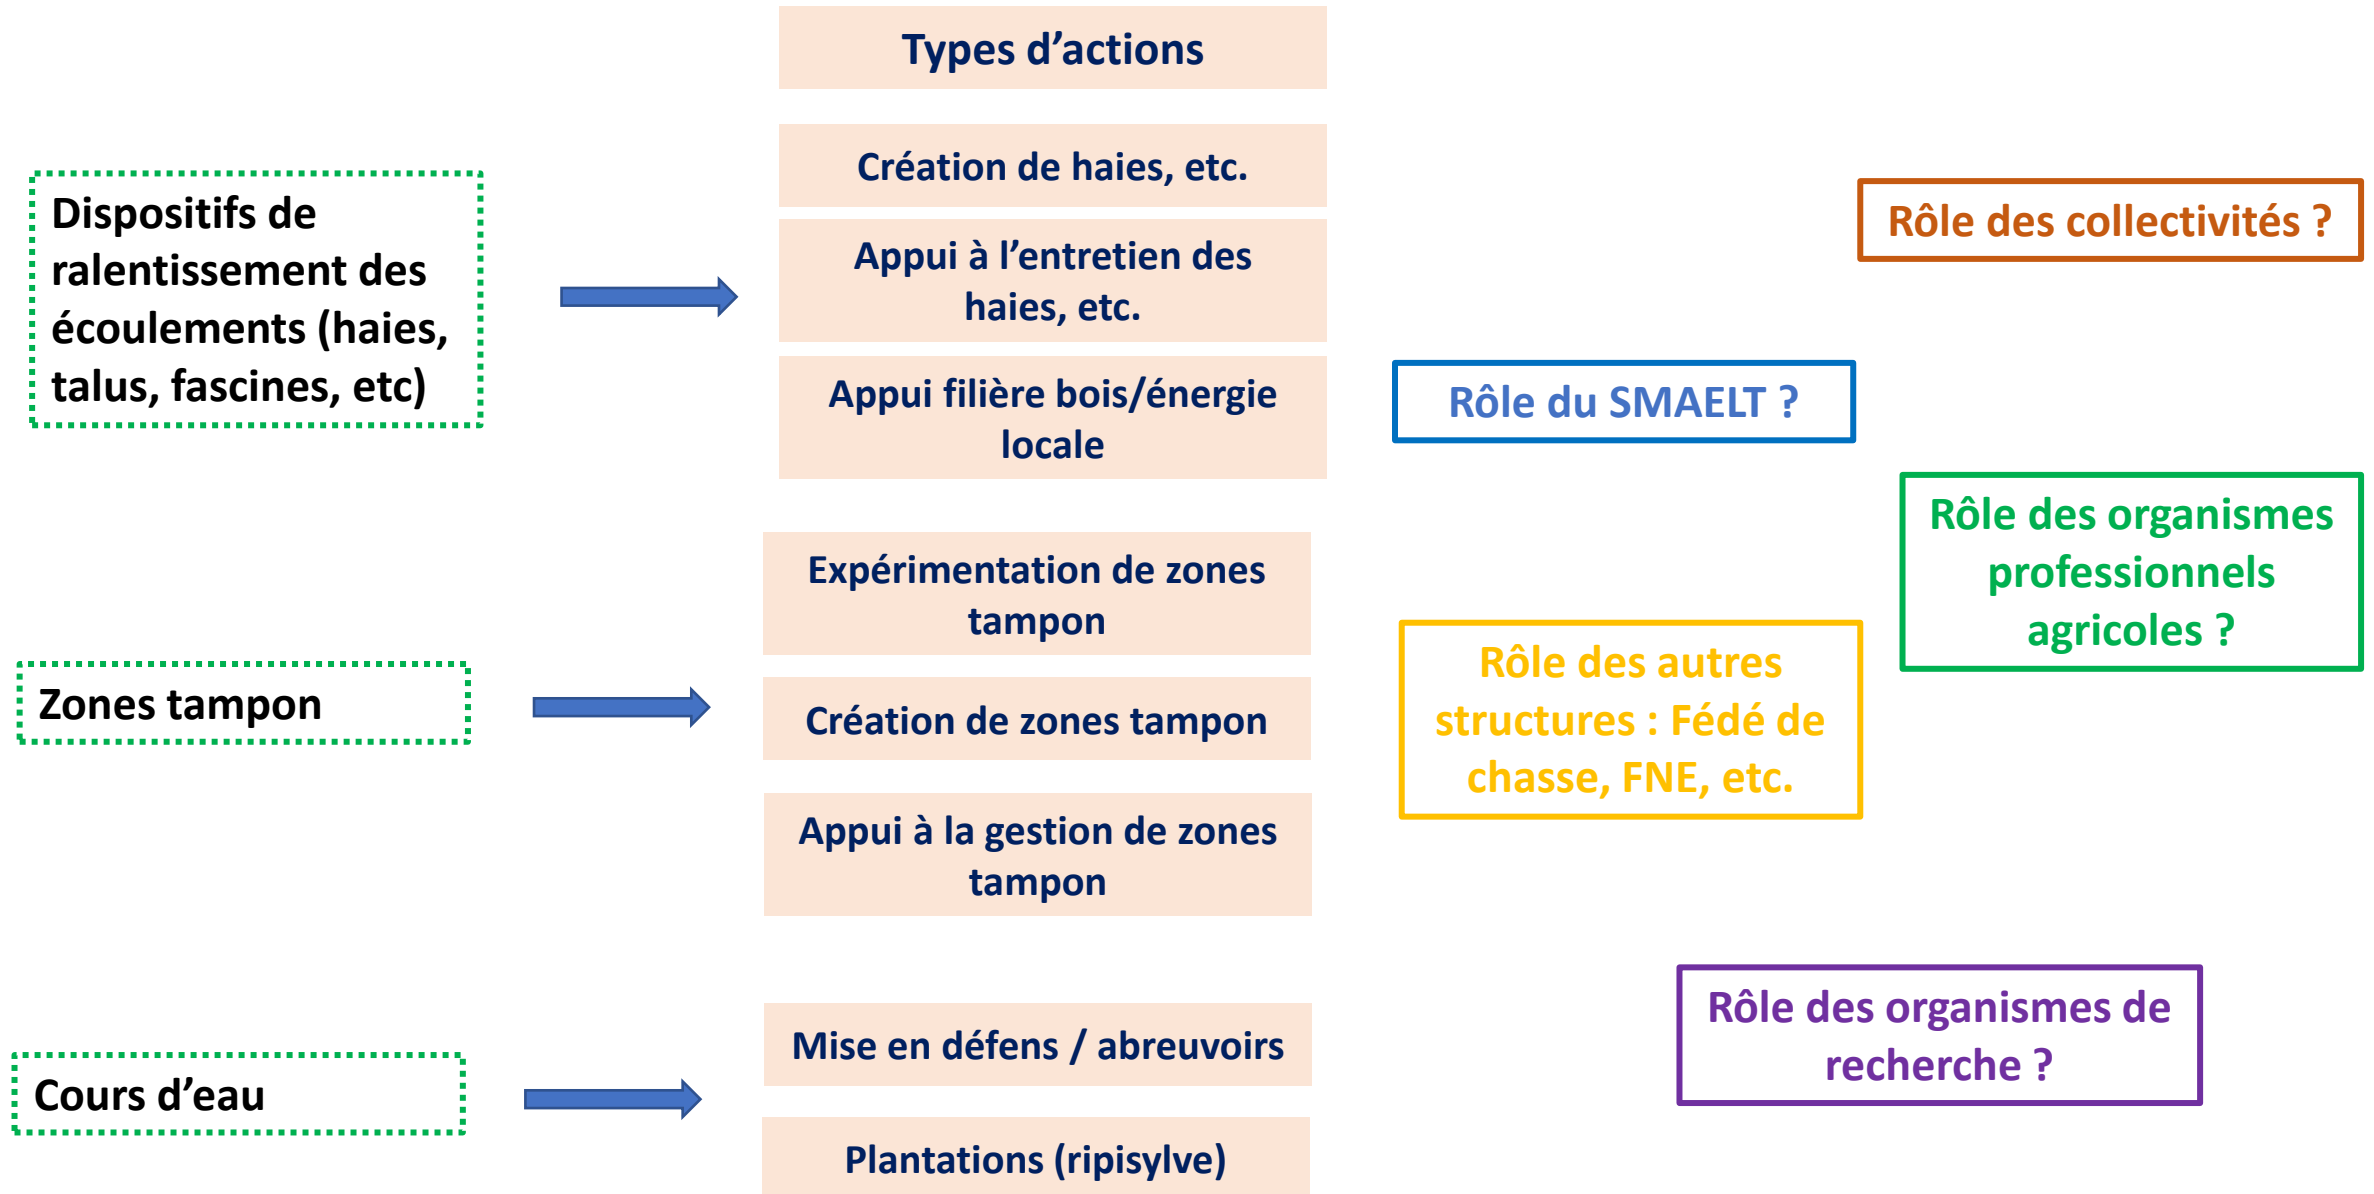 Types d’actions
Dispositifs de
ralentissement des
écoulements (haies,
talus, fascines, etc)
Création de haies, etc.
Appui à l’entretien des
haies, etc.
Appui filière bois/énergie
locale
Zones tampon
Expérimentation de zones
tampon
Création de zones tampon
Appui à la gestion de zones
tampon
Cours d’eau
Mise en défens / abreuvoirs
Plantations (ripisylve)
Rôle des collectivités ?
Rôle du SMAELT ?
Rôle des organismes
professionnels
agricoles ?
Rôle des autres
structures : Fédé de
chasse, FNE, etc.
Rôle des organismes de
recherche ?